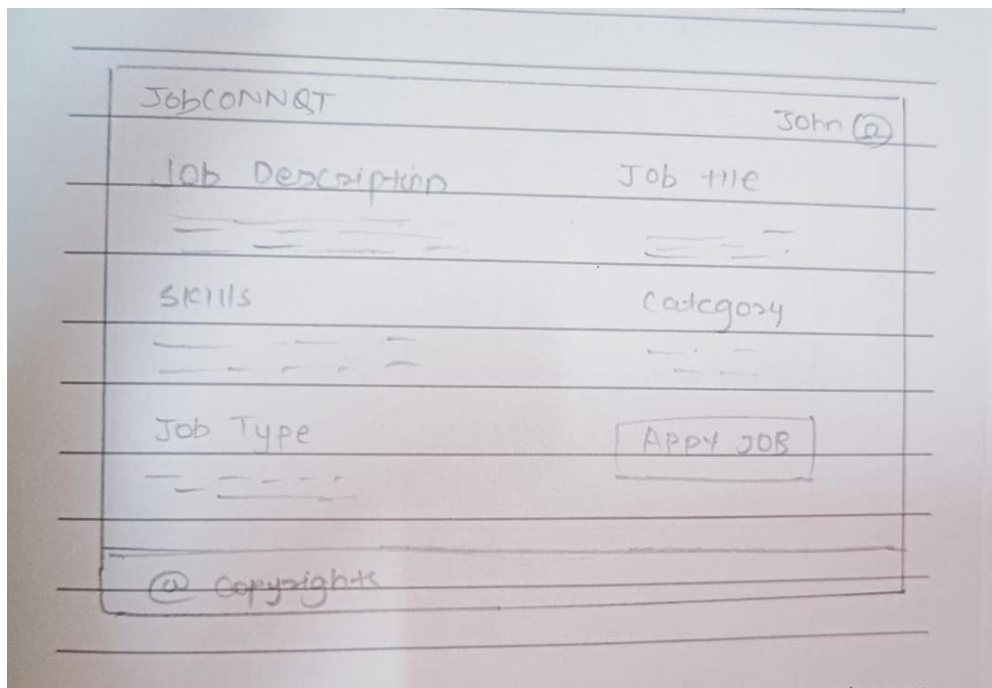 JobCONNQT
John
Job Description
Job title
Skills
Category
Job Type
APPY JOB
@ copyrights